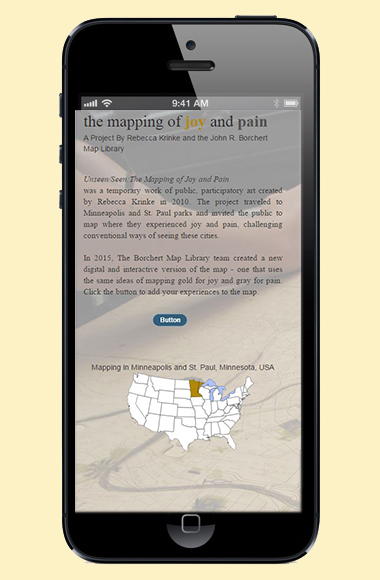 9:41 AM
the mapping of joy and pain
A Project By Rebecca Krinke and the John R. Borchert
Map Library
Unseen/Seen The Mapping of Joy and Pain
was a temporary work of public, participatory art created
by Rebecca Krinke in 2010. The project traveled to
Minneapolis and St. Paul parks and invited the public to
map where they experienced joy and pain, challenging
conventional ways of seeing these cities.
In 2015, The Borchert Map Library team created a new
digital and interactive version of the map - one that uses
the same ideas of mapping gold for joy and gray for pain.
Click the button to add your experiences to the map.
Button
Mapping in Minneapolis and St. Paul, Minnesota, USA